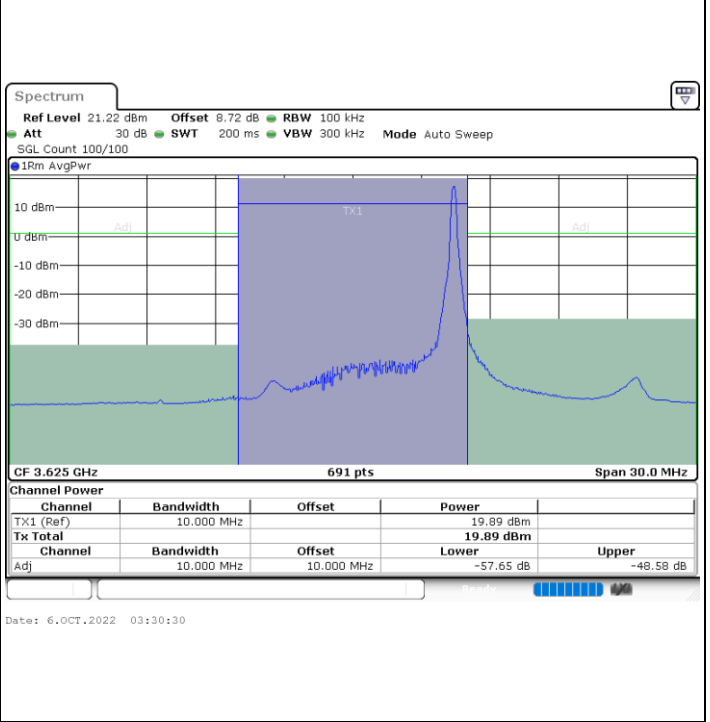 Spectrum
Ref Level 21.22 dBm Offset 8.72 dB RBW 100 kHz
Att 30 dB SWT 200 ms VBW 300 kHz Mode Auto Sweep
SGL Count 100/100
1Rm AvgPwr
10 dBm
TX1
Adj Adj
0 dBm
-10 dBm
-20 dBm
-30 dBm
CF 3.625 GHz 691 pts Span 30.0 MHz
Channel Power
Channel Bandwidth Offset Power
TX1 (Ref) 10.000 MHz 19.89 dBm
Tx Total 19.89 dBm
Channel Bandwidth Offset Lower Upper
Adj 10.000 MHz 10.000 MHz -57.65 dB -48.58 dB
Ready
Date: 6.OCT.2022 03:30:30